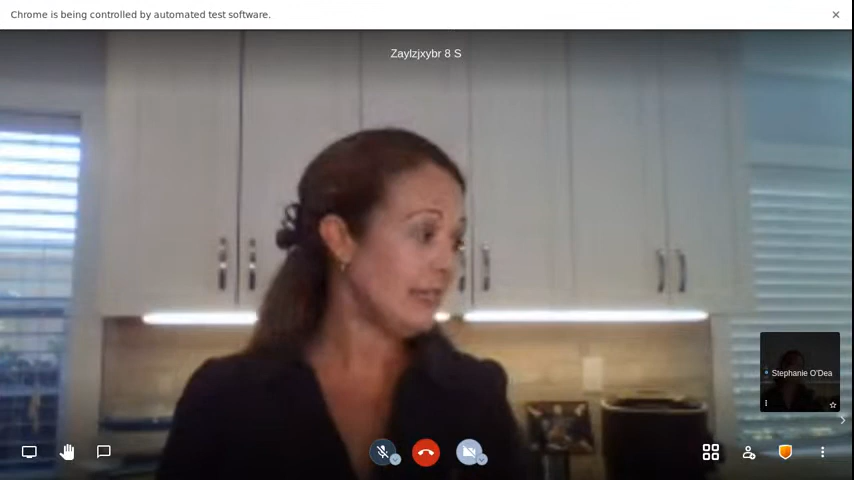 Chrome is being controlled by automated test software.
Zaylzjxybr 8 S
Stephanie O'Dea